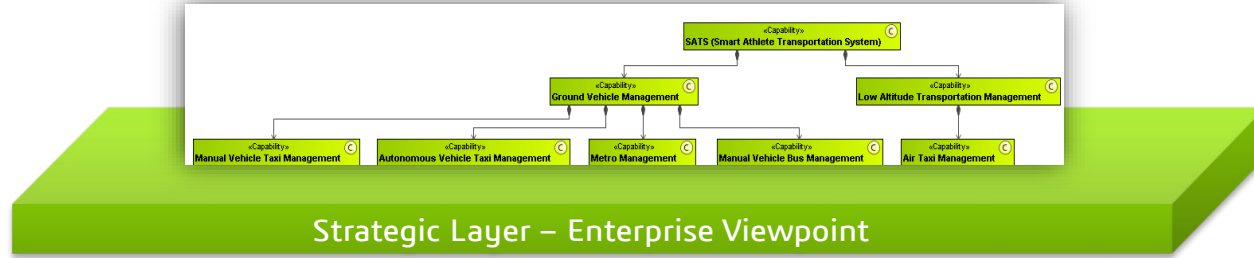 «Capability»
SATS (Smart Athlete Transportation System)
C
«Capability»
Ground Vehicle Management
C
«Capability»
Low Altitude Transportation Management
C
«Capability»
Manual Vehicle Taxi Management
C
«Capability»
Autonomous Vehicle Taxi Management
C
«Capability»
Metro Management
C
«Capability»
Manual Vehicle Bus Management
C
«Capability»
Air Taxi Management
C
Strategic Layer – Enterprise Viewpoint